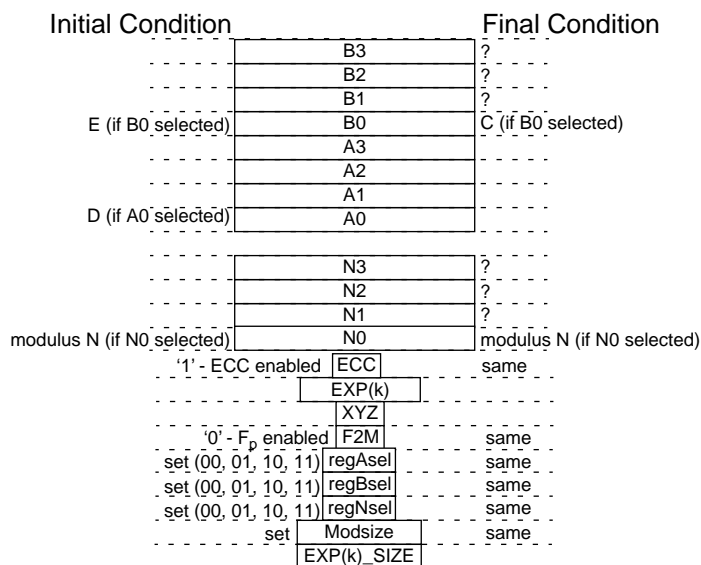 Initial Condition Final Condition
B3 ?
B2 ?
B1 ?
E (if B0 selected) B0 C (if B0 selected)
A3
A2
A1
D (if A0 selected) A0
N3 ?
N2 ?
N1 ?
modulus N (if N0 selected) N0 modulus N (if N0 selected)
‘1’ - ECC enabled ECC same
EXP(k)
XYZ
‘0’ - Fp enabled F2M same
set (00, 01, 10, 11) regAsel same
set (00, 01, 10, 11) regBsel same
set (00, 01, 10, 11) regNsel same
set Modsize same
EXP(k)_SIZE